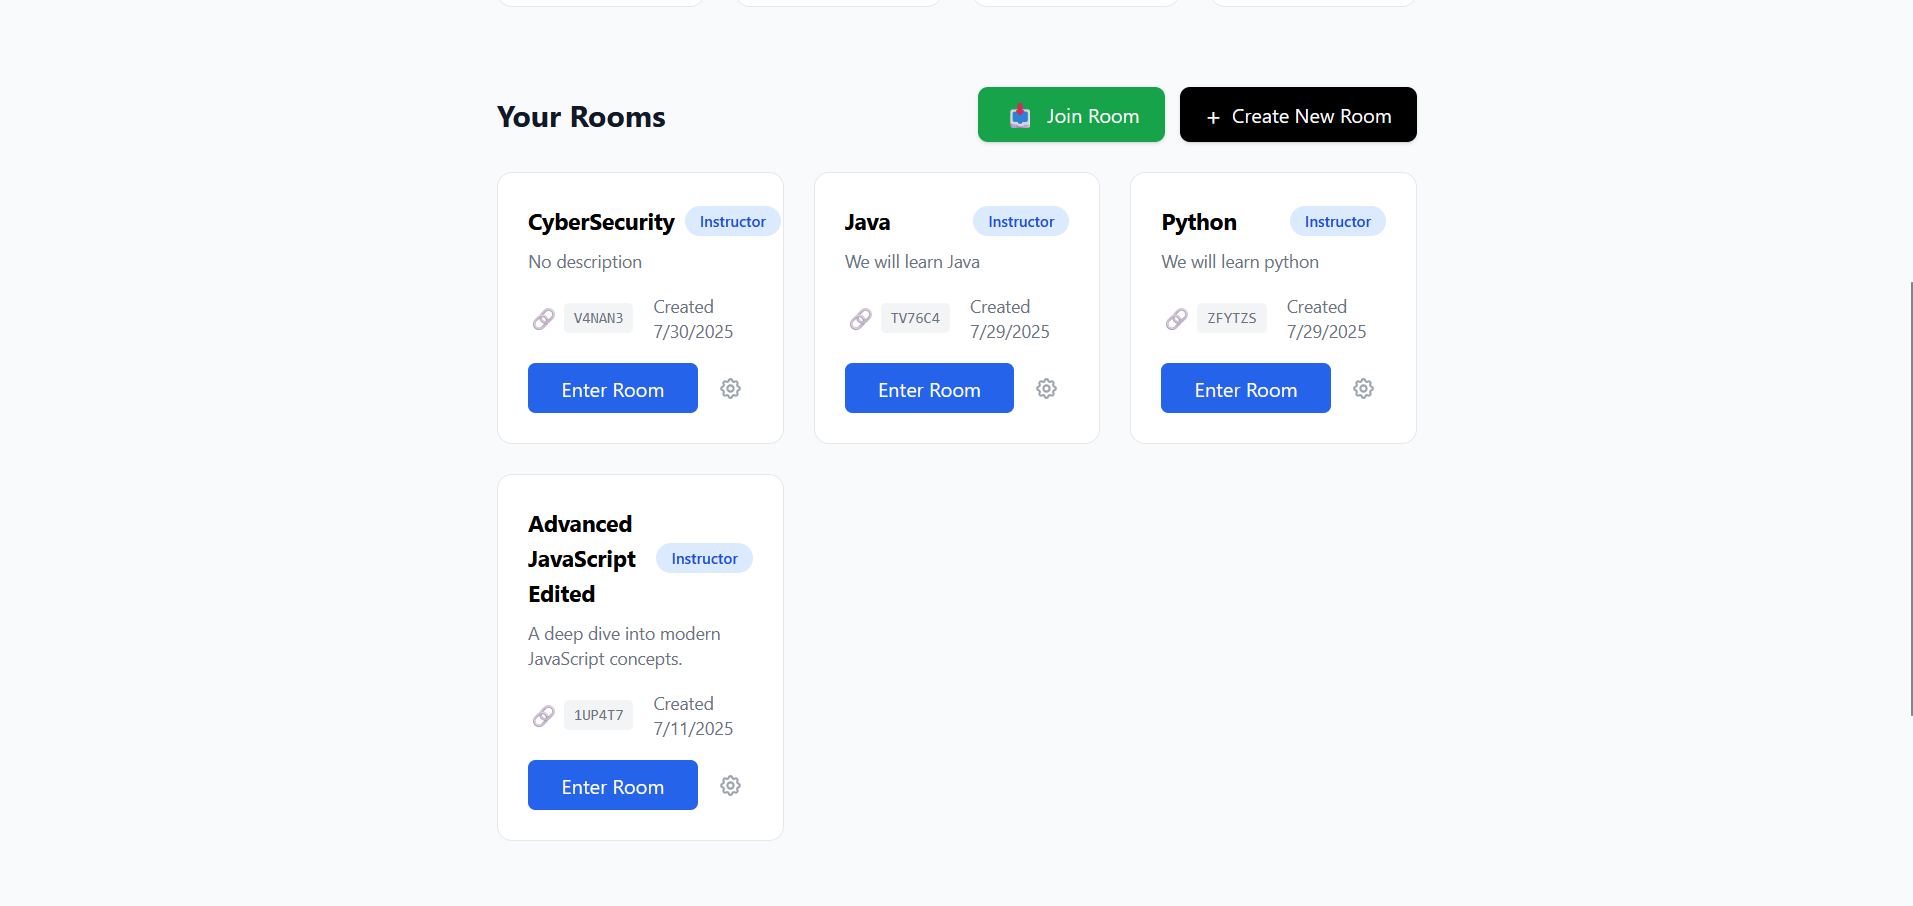 Your Rooms
Join Room
+ Create New Room
CyberSecurity
Instructor
No description
V4NAN3
Created
7/30/2025
Enter Room
Java
Instructor
We will learn Java
TV76C4
Created
7/29/2025
Enter Room
Python
Instructor
We will learn python
ZFYTZS
Created
7/29/2025
Enter Room
Advanced
JavaScript
Edited
Instructor
A deep dive into modern
JavaScript concepts.
1UP4T7
Created
7/11/2025
Enter Room